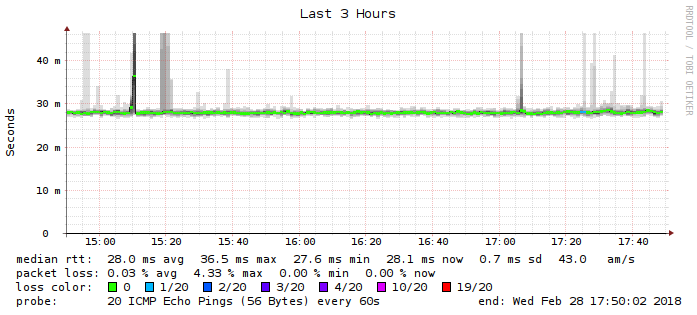 Last 3 Hours
RRDTOOL / TOBI OETIKER
Seconds
40 m
30 m
20 m
10 m
0
15:00 15:20 15:40 16:00 16:20 16:40 17:00 17:20 17:40
median rtt: 28.0 ms avg 36.5 ms max 27.6 ms min 28.1 ms now 0.7 ms sd 43.0 am/s
packet loss: 0.03 % avg 4.33 % max 0.00 % min 0.00 % now
loss color: 0 1/20 2/20 3/20 4/20 10/20 19/20
probe: 20 ICMP Echo Pings (56 Bytes) every 60s end: Wed Feb 28 17:50:02 2018